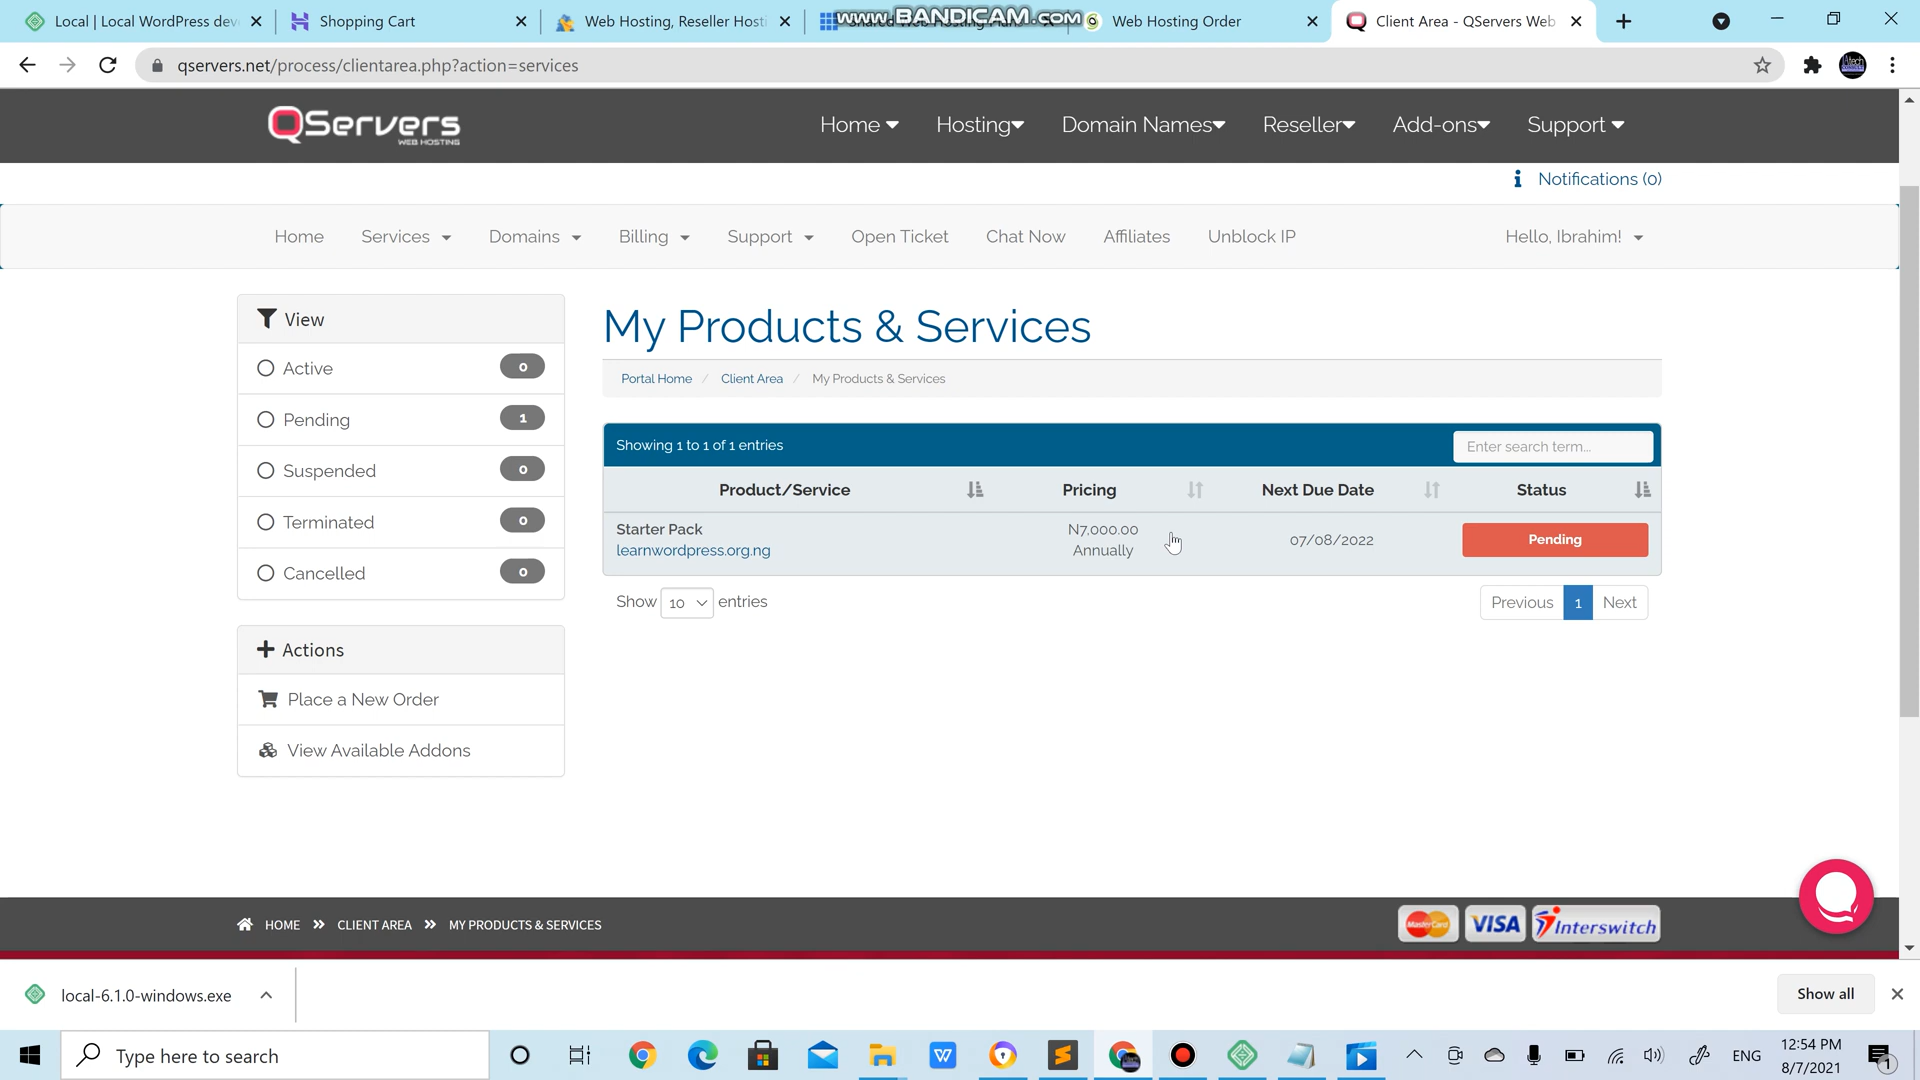 Local | Local WordPress dev
Shopping Cart
Web Hosting, Reseller Hosti
www.BANDICAM.com
Web Hosting Order
Client Area - QServers Web
qservers.net/process/clientarea.php?action=services
QServers
WEB HOSTING
Home
Hosting
Domain Names
Reseller
Add-ons
Support
Notifications (0)
Home
Services
Domains
Billing
Support
Open Ticket
Chat Now
Affiliates
Unblock IP
Hello, Ibrahim!
View
Active 0
Pending 1
Suspended 0
Terminated 0
Cancelled 0
Actions
Place a New Order
View Available Addons
My Products & Services
Portal Home / Client Area / My Products & Services
Showing 1 to 1 of 1 entries
Enter search term...
Product/Service Pricing Next Due Date Status
Starter Pack
learnwordpress.org.ng
N7,000.00
Annually
07/08/2022
Pending
Show 10 entries
Previous 1 Next
HOME » CLIENT AREA » MY PRODUCTS & SERVICES
MasterCard
VISA
Interswitch
local-6.1.0-windows.exe
Show all
Type here to search
ENG
12:54 PM
8/7/2021
1